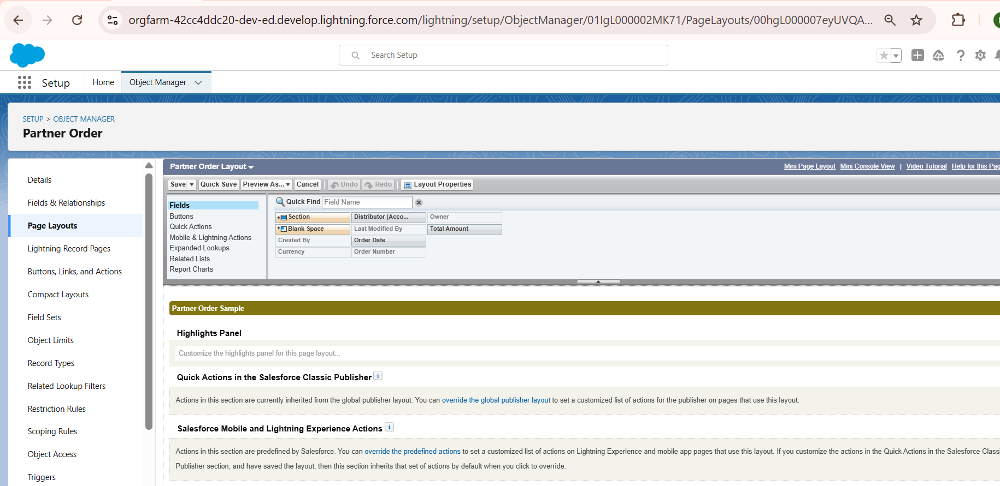 orgfarm-42cc4ddc20-dev-ed.develop.lightning.force.com/lightning/setup/ObjectManager/01IgL000002MK71/PageLayouts/00hgL000007eyUVQA...
Search Setup
Setup
Home
Object Manager
SETUP > OBJECT MANAGER
Partner Order
Details
Fields & Relationships
Page Layouts
Lightning Record Pages
Buttons, Links, and Actions
Compact Layouts
Field Sets
Object Limits
Record Types
Related Lookup Filters
Restriction Rules
Scoping Rules
Object Access
Triggers
Partner Order Layout
Mini Page Layout Mini Console View | Video Tutorial Help for this Pag
Save Quick Save Preview As... Cancel Undo Redo Layout Properties
Fields
Buttons
Quick Actions
Mobile & Lightning Actions
Expanded Lookups
Related Lists
Report Charts
Quick Find Field Name
Section Distributor (Acco... Owner
Blank Space Last Modified By Total Amount
Created By Order Date
Currency Order Number
Partner Order Sample
Highlights Panel
Customize the highlights panel for this page layout...
Quick Actions in the Salesforce Classic Publisher
Actions in this section are currently inherited from the global publisher layout. You can override the global publisher layout to set a customized list of actions for the publisher on pages that use this layout.
Salesforce Mobile and Lightning Experience Actions
Actions in this section are predefined by Salesforce. You can override the predefined actions to set a customized list of actions on Lightning Experience and mobile app pages that use this layout. If you customize the actions in the Quick Actions in the Salesforce Classi
Publisher section, and have saved the layout, then this section inherits that set of actions by default when you click to override.